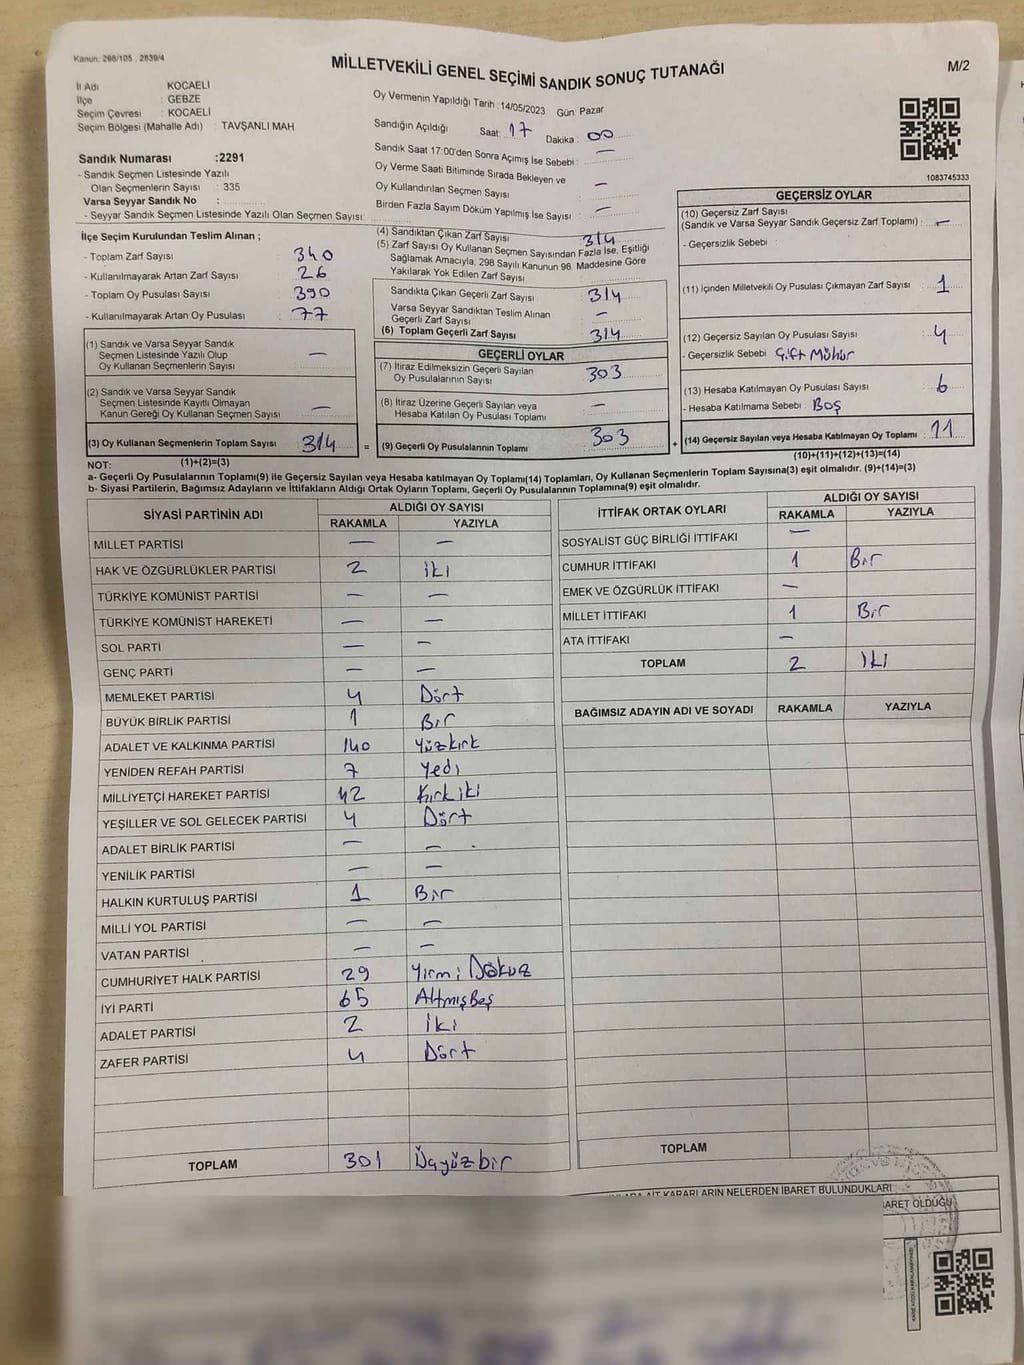 Kanun: 298/105 , 2839/4
MİLLETVEKİLİ GENEL SEÇİMİ SANDIK SONUÇ TUTANAĞI
M/2
İl Adı : KOCAELİ
İlçe : GEBZE
Seçim Çevresi : KOCAELİ
Seçim Bölgesi (Mahalle Adı) : TAVŞANLI MAH
Sandık Numarası :2291
- Sandık Seçmen Listesinde Yazılı
Olan Seçmenlerin Sayısı : 335
Varsa Seyyar Sandık No :
- Seyyar Sandık Seçmen Listesinde Yazılı Olan Seçmen Sayısı:
Oy Vermenin Yapıldığı Tarih : 14/05/2023 Gün: Pazar
Sandığın Açıldığı Saat: 17 Dakika : 00
Sandık Saat 17:00'den Sonra Açımış İse Sebebi : —
Oy Verme Saati Bitiminde Sırada Bekleyen ve
Oy Kullandırılan Seçmen Sayısı : —
Birden Fazla Sayım Döküm Yapılmış İse Sayısı : —
1083745333
İlçe Seçim Kurulundan Teslim Alınan ;
- Toplam Zarf Sayısı : 340
- Kullanılmayarak Artan Zarf Sayısı : 26
- Toplam Oy Pusulası Sayısı : 390
- Kullanılmayarak Artan Oy Pusulası : 77
(1) Sandık ve Varsa Seyyar Sandık
Seçmen Listesinde Yazılı Olup
Oy Kullanan Seçmenlerin Sayısı : —
(2) Sandık ve Varsa Seyyar Sandık
Seçmen Listesinde Kayıtlı Olmayan
Kanun Gereği Oy Kullanan Seçmen Sayısı : —
(3) Oy Kullanan Seçmenlerin Toplam Sayısı : 314 =
(1)+(2)=(3)
(4) Sandıktan Çıkan Zarf Sayısı : 314
(5) Zarf Sayısı Oy Kullanan Seçmen Sayısından Fazla İse, Eşitliği
Sağlamak Amacıyla, 298 Sayılı Kanunun 98. Maddesine Göre
Yakılarak Yok Edilen Zarf Sayısı :
Sandıkta Çıkan Geçerli Zarf Sayısı : 314
Varsa Seyyar Sandıktan Teslim Alınan
Geçerli Zarf Sayısı : —
(6) Toplam Geçerli Zarf Sayısı : 314
GEÇERLİ OYLAR
(7) İtiraz Edilmeksizin Geçerli Sayılan
Oy Pusulalarının Sayısı : 303
(8) İtiraz Üzerine Geçerli Sayılan veya
Hesaba Katılan Oy Pusulası Toplamı : —
(9) Geçerli Oy Pusulalarının Toplamı : 303 +
GEÇERSİZ OYLAR
(10) Geçersiz Zarf Sayısı
(Sandık ve Varsa Seyyar Sandık Geçersiz Zarf Toplamı) : —
- Geçersizlik Sebebi :
(11) İçinden Milletvekili Oy Pusulası Çıkmayan Zarf Sayısı : 1
(12) Geçersiz Sayılan Oy Pusulası Sayısı : 4
- Geçersizlik Sebebi : Çift Mühür
(13) Hesaba Katılmayan Oy Pusulası Sayısı : 6
- Hesaba Katılmama Sebebi : Boş
(14) Geçersiz Sayılan veya Hesaba Katılmayan Oy Toplamı : 11
(10)+(11)+(12)+(13)=(14)
NOT:
a- Geçerli Oy Pusulalarının Toplamı(9) ile Geçersiz Sayılan veya Hesaba katılmayan Oy Toplamı(14) Toplamları, Oy Kullanan Seçmenlerin Toplam Sayısına(3) eşit olmalıdır. (9)+(14)=(3)
b- Siyasi Partilerin, Bağımsız Adayların ve İttifakların Aldığı Ortak Oyların Toplamı, Geçerli Oy Pusulalarının Toplamına(9) eşit olmalıdır.
SİYASİ PARTİNİN ADI ALDIĞI OY SAYISI
RAKAMLA YAZIYLA
MİLLET PARTİSİ — —
HAK VE ÖZGÜRLÜKLER PARTİSİ 2 iki
TÜRKİYE KOMÜNİST PARTİSİ — —
TÜRKİYE KOMÜNİST HAREKETİ — —
SOL PARTİ — —
GENÇ PARTİ — —
MEMLEKET PARTİSİ 4 Dört
BÜYÜK BİRLİK PARTİSİ 1 Bir
ADALET VE KALKINMA PARTİSİ 140 Yüzkırk
YENİDEN REFAH PARTİSİ 7 Yedi
MİLLİYETÇİ HAREKET PARTİSİ 42 Kırkiki
YEŞİLLER VE SOL GELECEK PARTİSİ 4 Dört
ADALET BİRLİK PARTİSİ — —
YENİLİK PARTİSİ — —
HALKIN KURTULUŞ PARTİSİ 1 Bir
MİLLİ YOL PARTİSİ — —
VATAN PARTİSİ — —
CUMHURİYET HALK PARTİSİ 29 Yirmi Dokuz
İYİ PARTİ 65 Altmış Beş
ADALET PARTİSİ 2 İki
ZAFER PARTİSİ 4 Dört
TOPLAM 301 Üçyüzbir
İTTİFAK ORTAK OYLARI ALDIĞI OY SAYISI
RAKAMLA YAZIYLA
SOSYALİST GÜÇ BİRLİĞİ İTTİFAKI —
CUMHUR İTTİFAKI 1 Bir
EMEK VE ÖZGÜRLÜK İTTİFAKI —
MİLLET İTTİFAKI 1 Bir
ATA İTTİFAKI —
TOPLAM 2 İki
BAĞIMSIZ ADAYIN ADI VE SOYADI RAKAMLA YAZIYLA
TOPLAM
AİT KARARLARIN NELERDEN İBARET BULUNDUKLARI
OLDUĞU